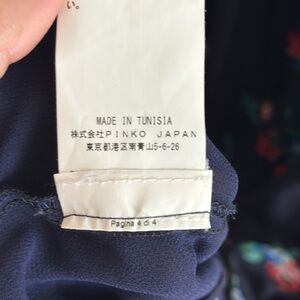 い。
MADE IN TUNISIA
株式会社PINKO JAPAN
東京都港区南青山5-6-26
Pagina 4 di 4